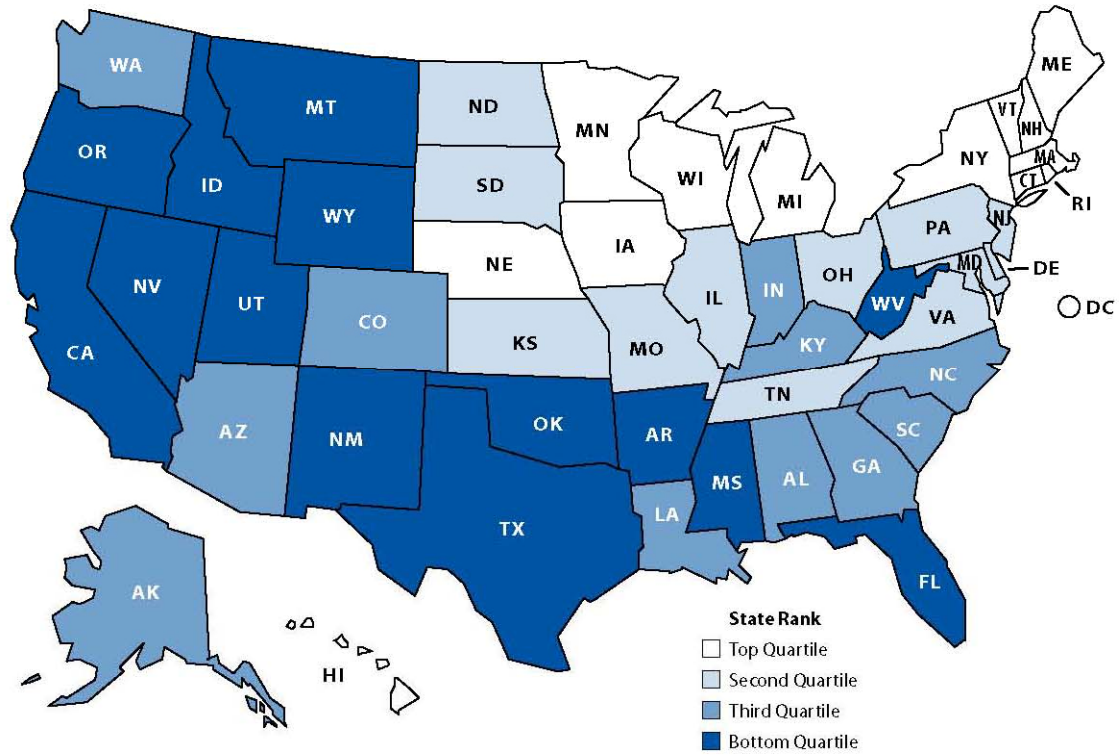 WA
MT
ND
MN
ME
VT
NH
OR
ID
SD
WI
NY
MA
CT
RI
WY
MI
PA
NJ
IA
NE
OH
MD
DE
NV
UT
CO
IL
IN
WV
VA
DC
CA
KS
MO
KY
NC
TN
AZ
NM
OK
AR
SC
MS
AL
GA
LA
TX
AK
FL
HI
State Rank
Top Quartile
Second Quartile
Third Quartile
Bottom Quartile